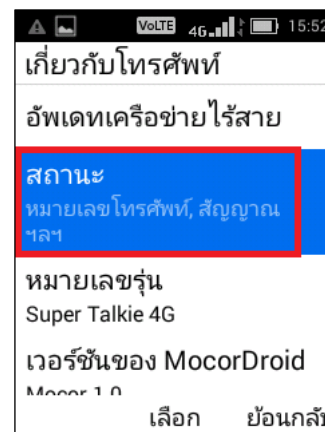 VoLTE 4G 15:52
เกี่ยวกับโทรศัพท์
อัพเดทเครือข่ายไร้สาย
สถานะ
หมายเลขโทรศัพท์, สัญญาณ
ฯลฯ
หมายเลขรุ่น
Super Talkie 4G
เวอร์ชันของ MocorDroid
Mocor 1.0
เลือก ย้อนกลับ